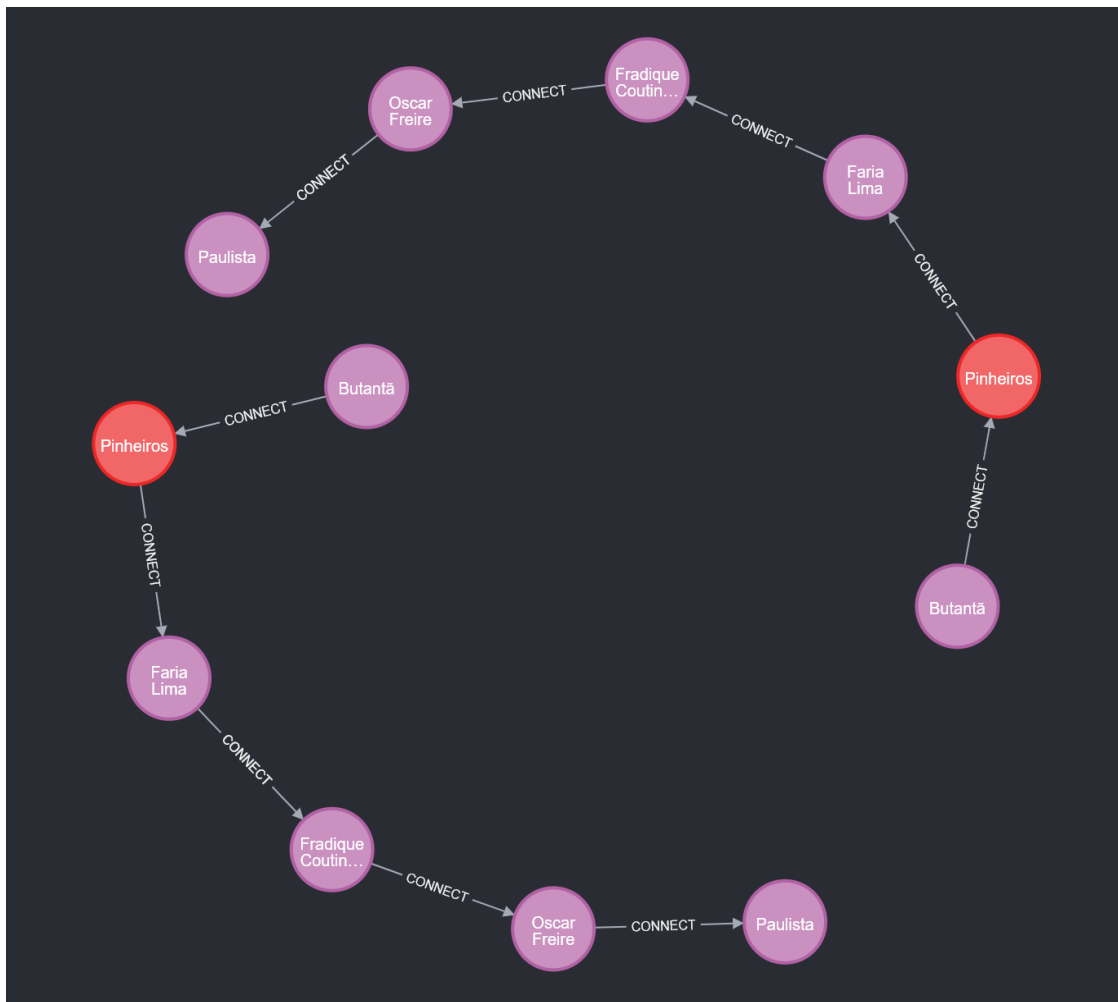 Fradique
Coutin…
CONNECT
Oscar
Freire
CONNECT
CONNECT
Faria
Lima
Paulista
CONNECT
Pinheiros
Butantã
CONNECT
Pinheiros
CONNECT
CONNECT
Butantã
Faria
Lima
CONNECT
Fradique
Coutin…
CONNECT
Oscar
Freire
CONNECT
Paulista